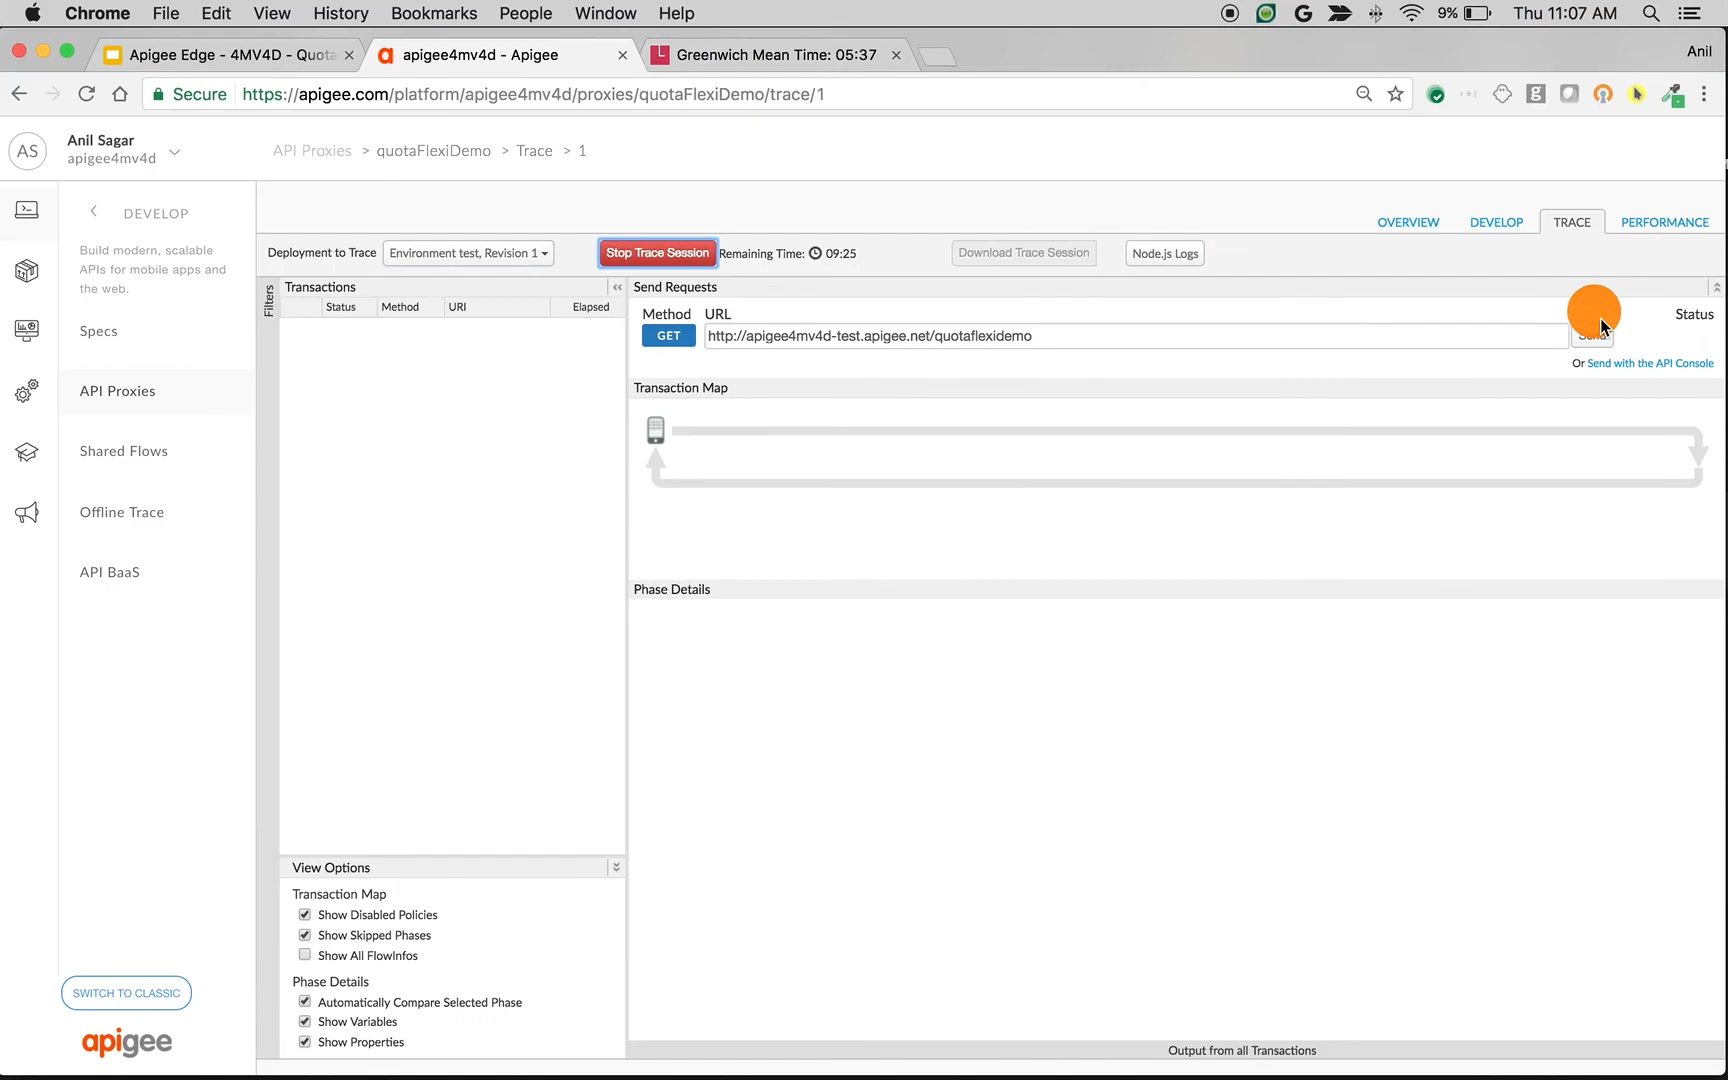 Chrome File Edit View History Bookmarks People Window Help 9% Thu 11:07 AM
Apigee Edge - 4MV4D - Quota apigee4mv4d - Apigee Greenwich Mean Time: 05:37 Anil
Secure https://apigee.com/platform/apigee4mv4d/proxies/quotaFlexiDemo/trace/1
AS
Anil Sagar
apigee4mv4d
API Proxies > quotaFlexiDemo > Trace > 1
DEVELOP
Build modern, scalable
APIs for mobile apps and
the web.
Specs
API Proxies
Shared Flows
Offline Trace
API BaaS
SWITCH TO CLASSIC
apigee
OVERVIEW DEVELOP TRACE PERFORMANCE
Deployment to Trace Environment test, Revision 1 Stop Trace Session Remaining Time: 09:25 Download Trace Session Node.js Logs
Filters
Transactions
Status Method URI Elapsed
View Options
Transaction Map
Show Disabled Policies
Show Skipped Phases
Show All FlowInfos
Phase Details
Automatically Compare Selected Phase
Show Variables
Show Properties
Send Requests
Method URL Status
GET http://apigee4mv4d-test.apigee.net/quotaflexidemo Send
Or Send with the API Console
Transaction Map
Phase Details
Output from all Transactions